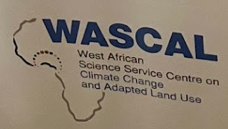 WASCAL
West African
Science Service Centre on
Climate Change
and Adapted Land Use